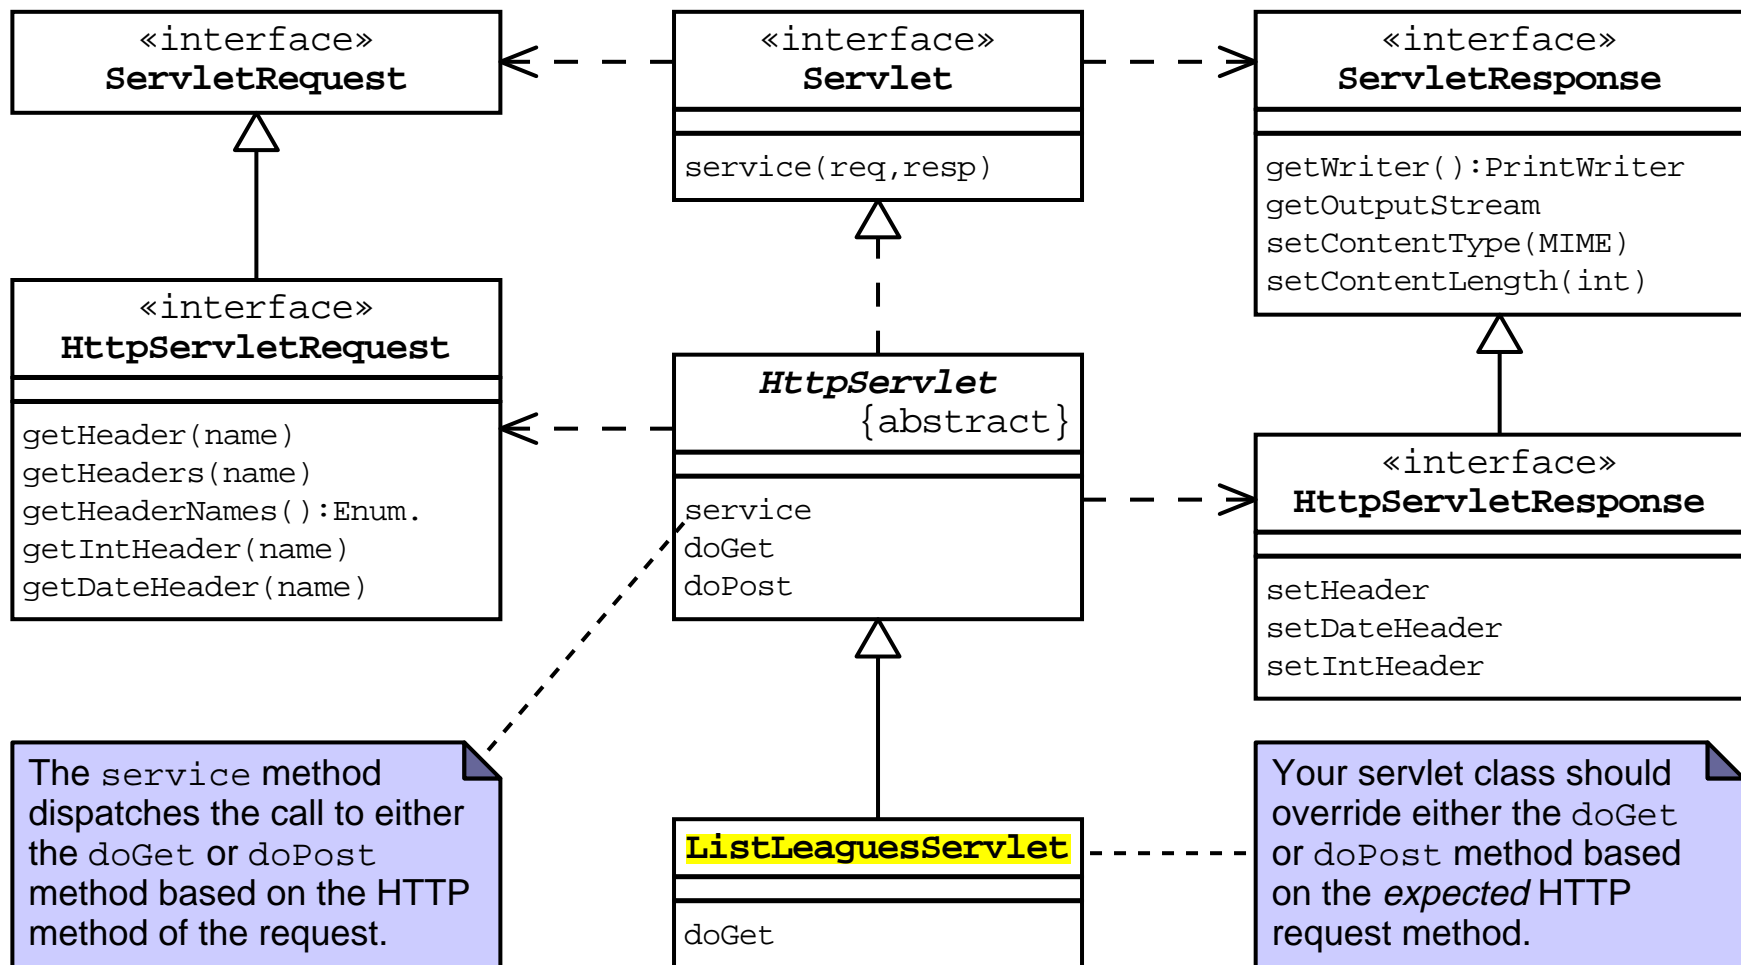 «interface»
ServletRequest
«interface»
Servlet
service(req,resp)
«interface»
ServletResponse
getWriter():PrintWriter
getOutputStream
setContentType(MIME)
setContentLength(int)
«interface»
HttpServletRequest
getHeader(name)
getHeaders(name)
getHeaderNames():Enum.
getIntHeader(name)
getDateHeader(name)
HttpServlet
{abstract}
service
doGet
doPost
«interface»
HttpServletResponse
setHeader
setDateHeader
setIntHeader
The service method
dispatches the call to either
the doGet or doPost
method based on the HTTP
method of the request.
ListLeaguesServlet
doGet
Your servlet class should
override either the doGet
or doPost method based
on the expected HTTP
request method.